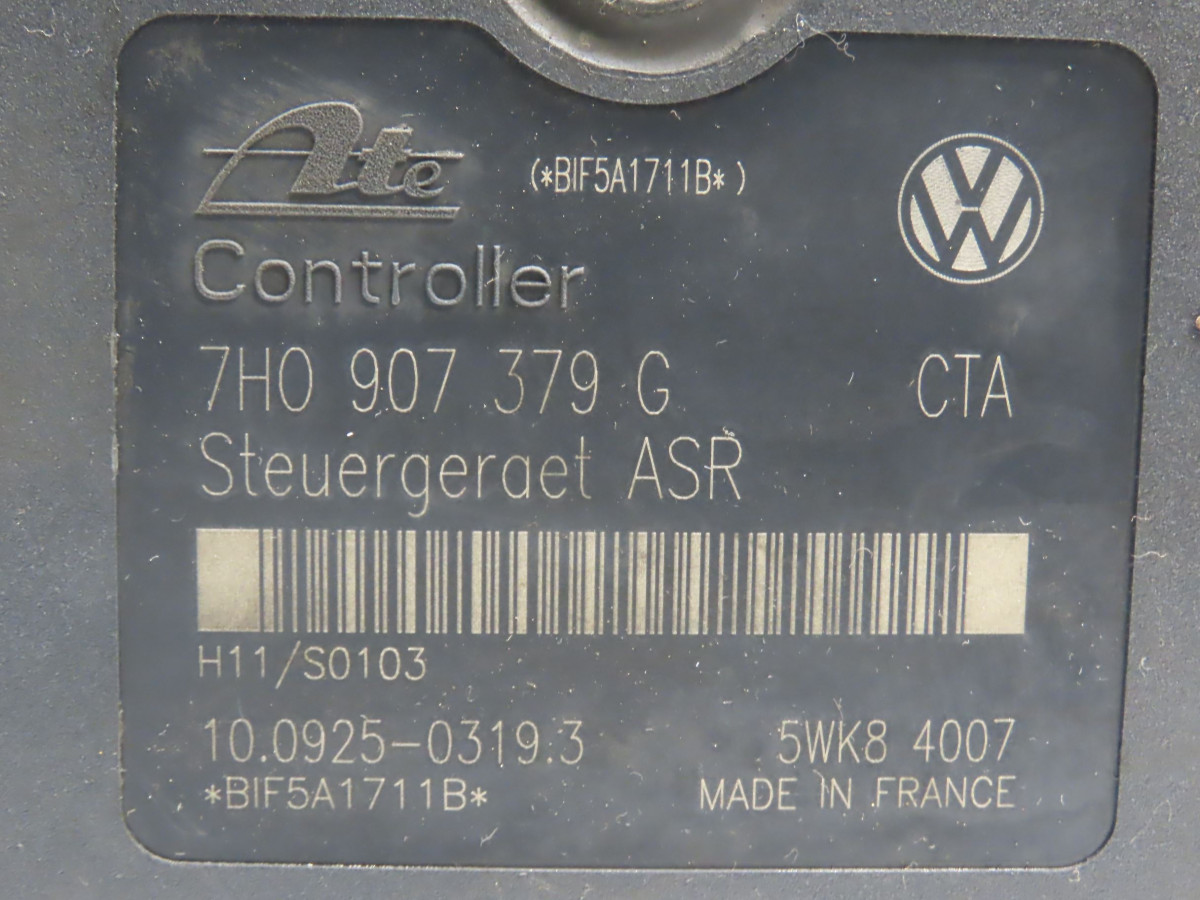 Ate (*BIF5A1711B*)
VW
Controller
7H0 907 379 G CTA
Steuergeraet ASR
H11/S0103
10.0925-0319.3 5WK8 4007
*BIF5A1711B* MADE IN FRANCE